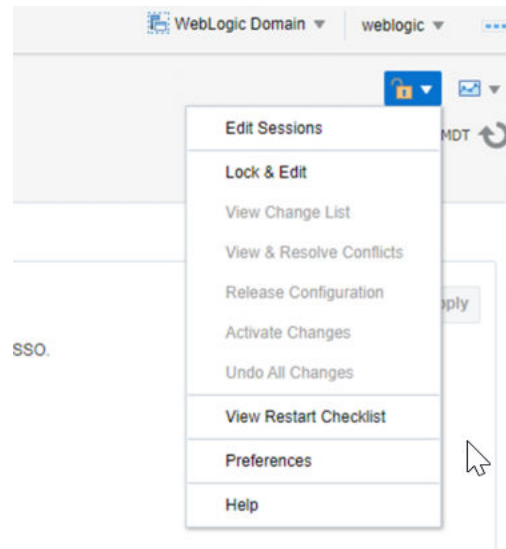 WebLogic Domain weblogic
Edit Sessions
MDT
Lock & Edit
View Change List
View & Resolve Conflicts
Release Configuration
pply
Activate Changes
SSO.
Undo All Changes
View Restart Checklist
Preferences
Help